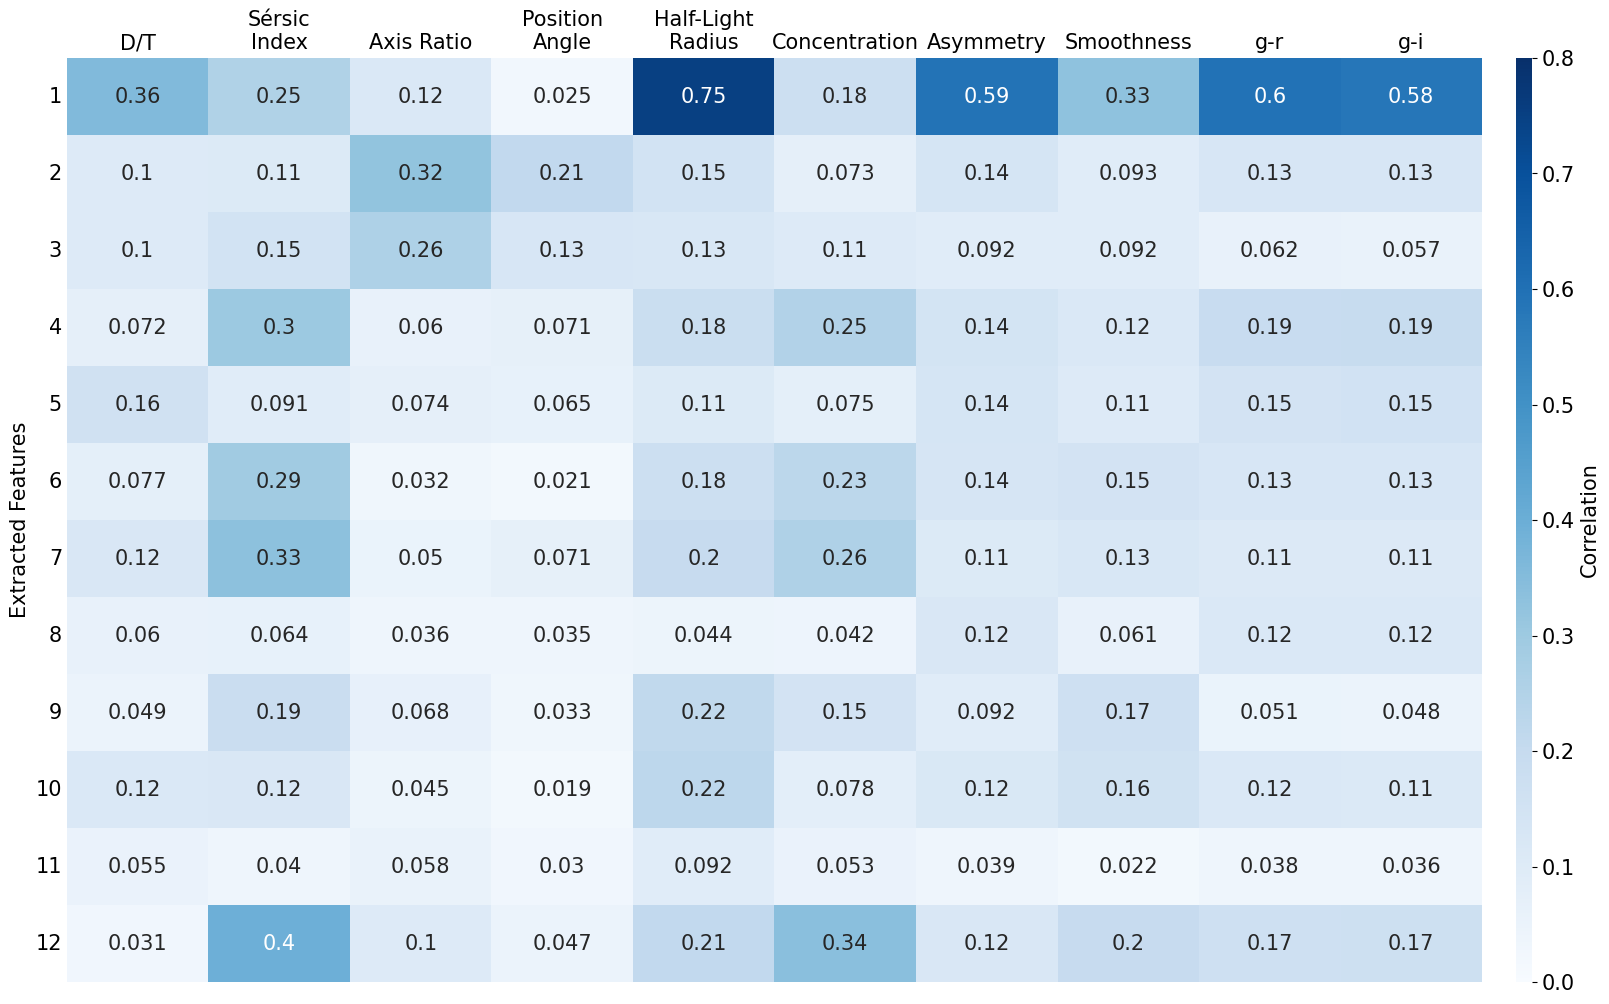 Sérsic Position Half-Light
D/T Index Axis Ratio Angle Radius Concentration Asymmetry Smoothness g-r g-i
1 0.36 0.25 0.12 0.025 0.75 0.18 0.59 0.33 0.6 0.58
2 0.1 0.11 0.32 0.21 0.15 0.073 0.14 0.093 0.13 0.13
3 0.1 0.15 0.26 0.13 0.13 0.11 0.092 0.092 0.062 0.057
4 0.072 0.3 0.06 0.071 0.18 0.25 0.14 0.12 0.19 0.19
5 0.16 0.091 0.074 0.065 0.11 0.075 0.14 0.11 0.15 0.15
6 0.077 0.29 0.032 0.021 0.18 0.23 0.14 0.15 0.13 0.13
7 0.12 0.33 0.05 0.071 0.2 0.26 0.11 0.13 0.11 0.11
8 0.06 0.064 0.036 0.035 0.044 0.042 0.12 0.061 0.12 0.12
9 0.049 0.19 0.068 0.033 0.22 0.15 0.092 0.17 0.051 0.048
10 0.12 0.12 0.045 0.019 0.22 0.078 0.12 0.16 0.12 0.11
11 0.055 0.04 0.058 0.03 0.092 0.053 0.039 0.022 0.038 0.036
12 0.031 0.4 0.1 0.047 0.21 0.34 0.12 0.2 0.17 0.17
Extracted Features
0.8
0.7
0.6
0.5
0.4
0.3
0.2
0.1
0.0
Correlation